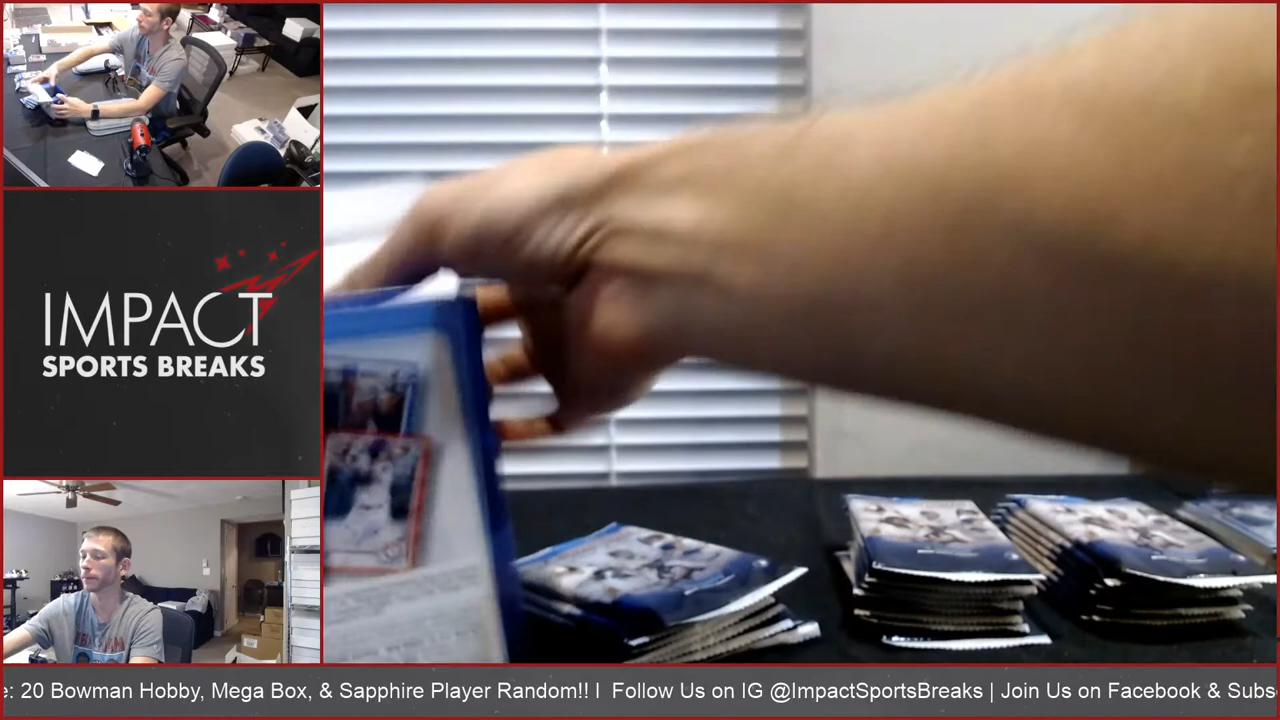 IMPACT
SPORTS BREAKS
e: 20 Bowman Hobby, Mega Box, & Sapphire Player Random!! I Follow Us on IG @ImpactSportsBreaks | Join Us on Facebook & Subs